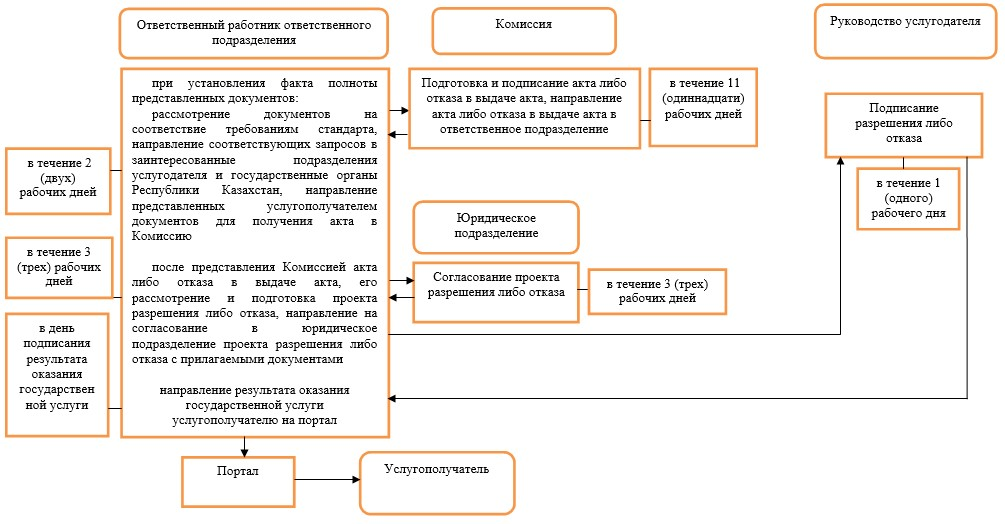 Ответственный работник ответственного
подразделения
Комиссия
Руководство услугодателя
при установления факта полноты
представленных документов:
рассмотрение документов на
соответствие требованиям стандарта,
направление соответствующих запросов в
заинтересованные подразделения
услугодателя и государственные органы
Республики Казахстан, направление
представленных услугополучателем
документов для получения акта в
Комиссию
после представления Комиссией акта
либо отказа в выдаче акта, его
рассмотрение и подготовка проекта
разрешения либо отказа, направление на
согласование в юридическое
подразделение проекта разрешения либо
отказа с прилагаемыми документами
направление результата оказания
государственной услуги
услугополучателю на портал
в течение 2
(двух)
рабочих дней
в течение 3
(трех) рабочих
дней
в день
подписания
результата
оказания
государствен
ной услуги
Подготовка и подписание акта либо
отказа в выдаче акта, направление
акта либо отказа в выдаче акта в
ответственное подразделение
в течение 11
(одиннадцати)
рабочих дней
Подписание
разрешения либо
отказа
в течение 1
(одного)
рабочего дня
Юридическое
подразделение
Согласование проекта
разрешения либо отказа
в течение 3 (трех)
рабочих дней
Портал
Услугополучатель